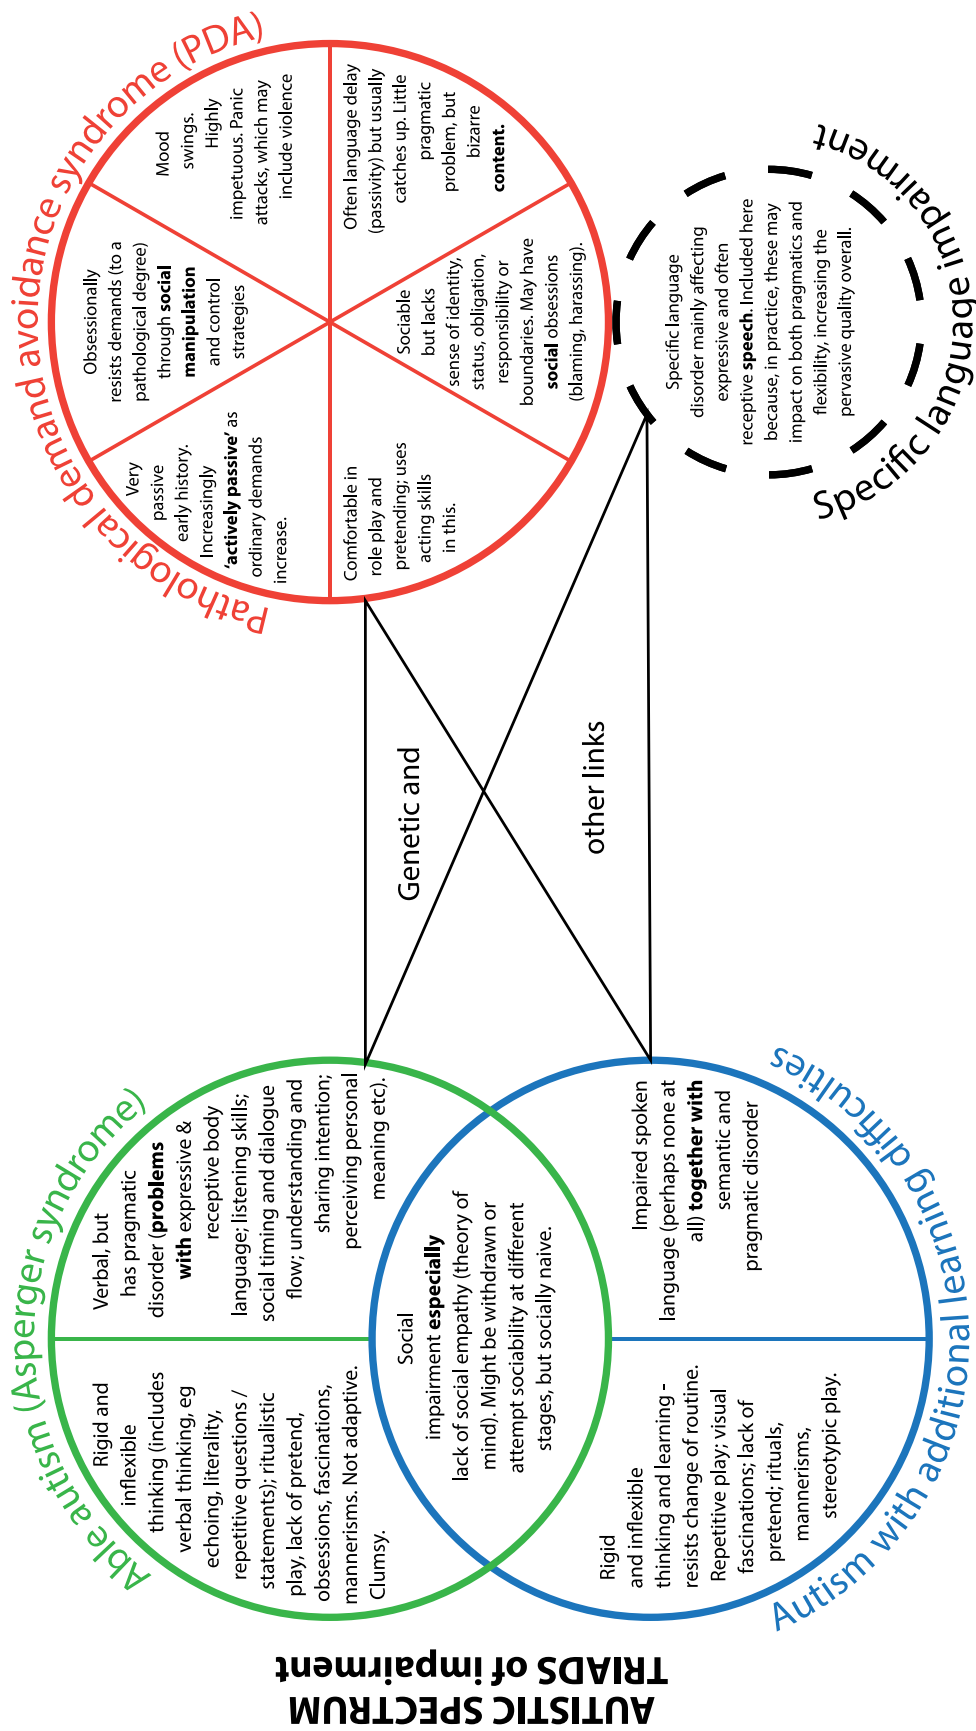 AUTISTIC SPECTRUM
TRIADS of impairment
Able autism (Asperger syndrome)
Rigid and
inflexible
thinking (includes
verbal thinking, eg
echoing, literality,
repetitive questions /
statements); ritualistic
play, lack of pretend,
obsessions, fascinations,
mannerisms. Not adaptive.
Clumsy.
Verbal, but
has pragmatic
disorder (problems
with expressive &
receptive body
language; listening skills;
social timing and dialogue
flow; understanding and
sharing intention;
perceiving personal
meaning etc).
Social
impairment especially
lack of social empathy (theory of
mind). Might be withdrawn or
attempt sociability at different
stages, but socially naive.
Rigid
and inflexible
thinking and learning -
resists change of routine.
Repetitive play; visual
fascinations; lack of
pretend; rituals,
mannerisms,
stereotypic play.
Impaired spoken
language (perhaps none at
all) together with
semantic and
pragmatic disorder
Autism with additional learning difficulties
Genetic and
other links
Pathological demand avoidance syndrome (PDA)
Very
passive
early history.
Increasingly
‘actively passive’ as
ordinary demands
increase.
Obsessionally
resists demands (to a
pathological degree)
through social
manipulation
and control
strategies
Mood
swings.
Highly
impetuous. Panic
attacks, which may
include violence
Comfortable in
role play and
pretending; uses
acting skills
in this.
Sociable
but lacks
sense of identity,
status, obligation,
responsibility or
boundaries. May have
social obsessions
(blaming, harassing).
Often language delay
(passivity) but usually
catches up. Little
pragmatic
problem, but
bizarre
content.
Specific language
disorder mainly affecting
expressive and often
receptive speech. Included here
because, in practice, these may
impact on both pragmatics and
flexibility, increasing the
pervasive quality overall.
Specific language impairment